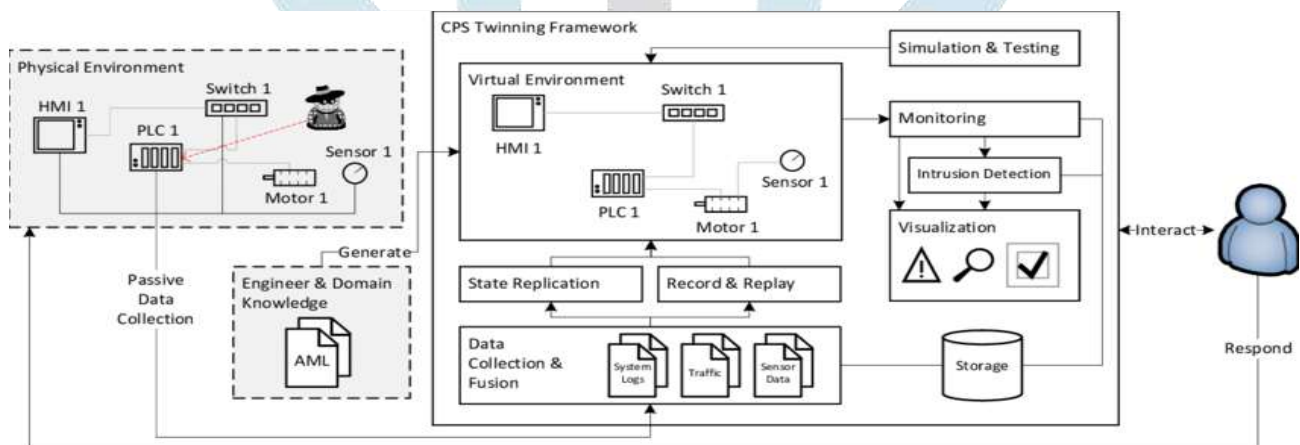 CPS Twinning Framework
Simulation & Testing
Physical Environment
HMI 1
Switch 1
PLC 1
Sensor 1
Motor 1
Virtual Environment
HMI 1
Switch 1
PLC 1
Motor 1
Sensor 1
Monitoring
Intrusion Detection
Visualization
Interact
Generate
Passive
Data
Collection
Engineer & Domain
Knowledge
AML
State Replication
Record & Replay
Data
Collection &
Fusion
System
Logs
Traffic
Sensor
Data
Storage
Respond